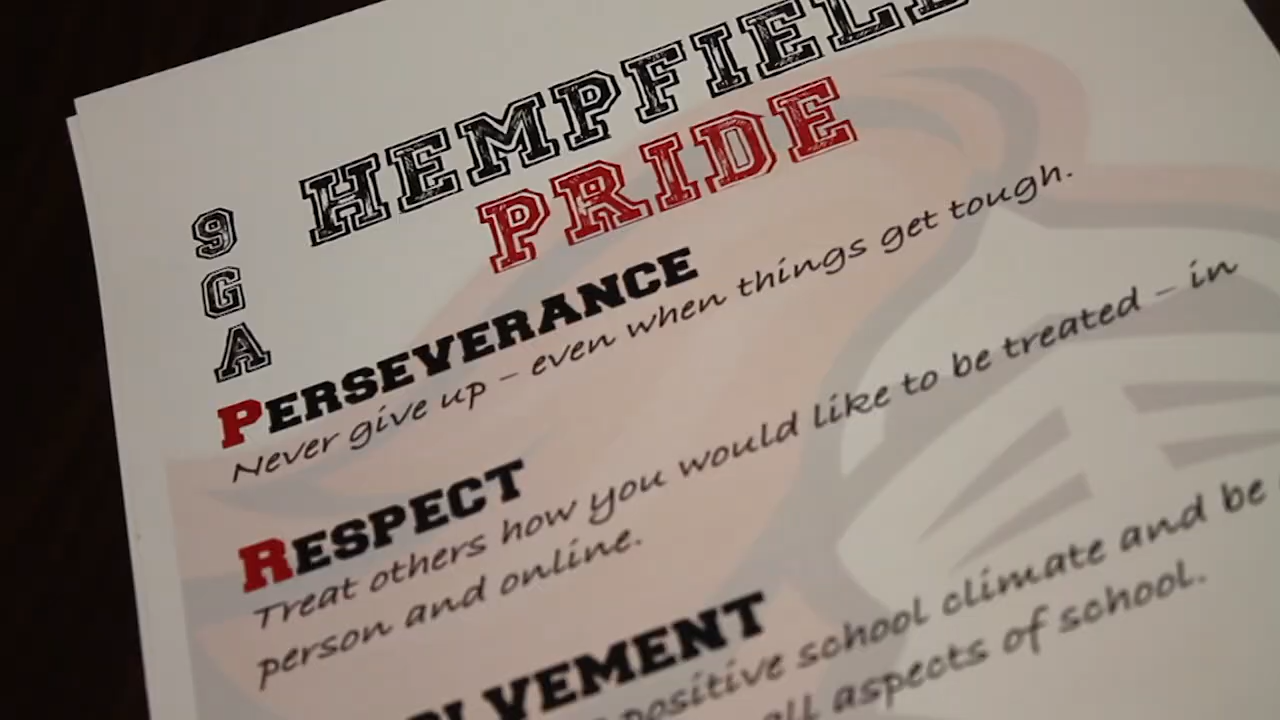 HEMPFIELD
PRIDE
9
G
A
PERSEVERANCE
Never give up – even when things get tough.
RESPECT
Treat others how you would like to be treated – in
person and online.
VEMENT
positive school climate and be
all aspects of school.